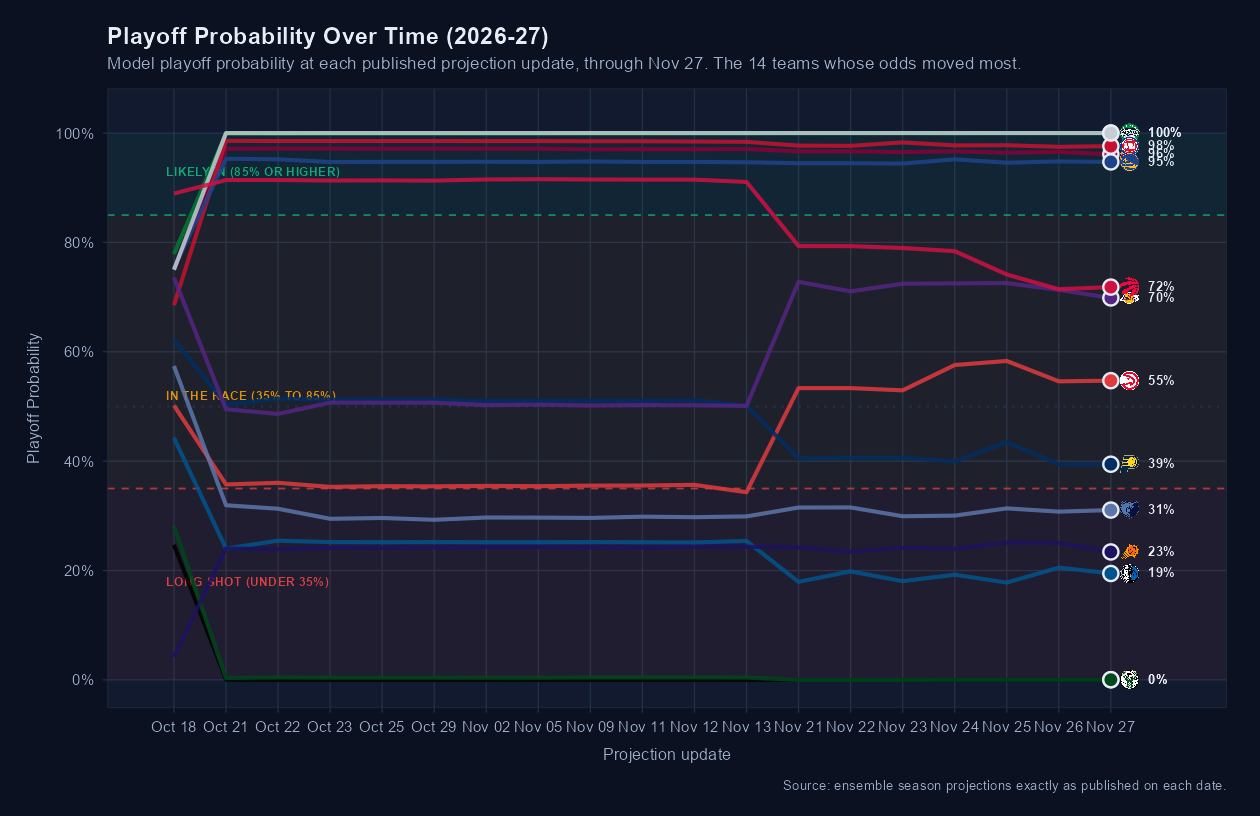 Playoff Probability Over Time (2026-27)
Model playoff probability at each published projection update, through Nov 27. The 14 teams whose odds moved most.
100%
80%
60%
40%
20%
0%
Playoff Probability
LIKELY IN (85% OR HIGHER)
IN THE RACE (35% TO 85%)
LONG SHOT (UNDER 35%)
100%
98%
95%
72%
70%
55%
39%
31%
23%
19%
0%
Oct 18 Oct 21 Oct 22 Oct 23 Oct 25 Oct 29 Nov 02 Nov 05 Nov 09 Nov 11 Nov 12 Nov 13 Nov 21 Nov 22 Nov 23 Nov 24 Nov 25 Nov 26 Nov 27
Projection update
Source: ensemble season projections exactly as published on each date.